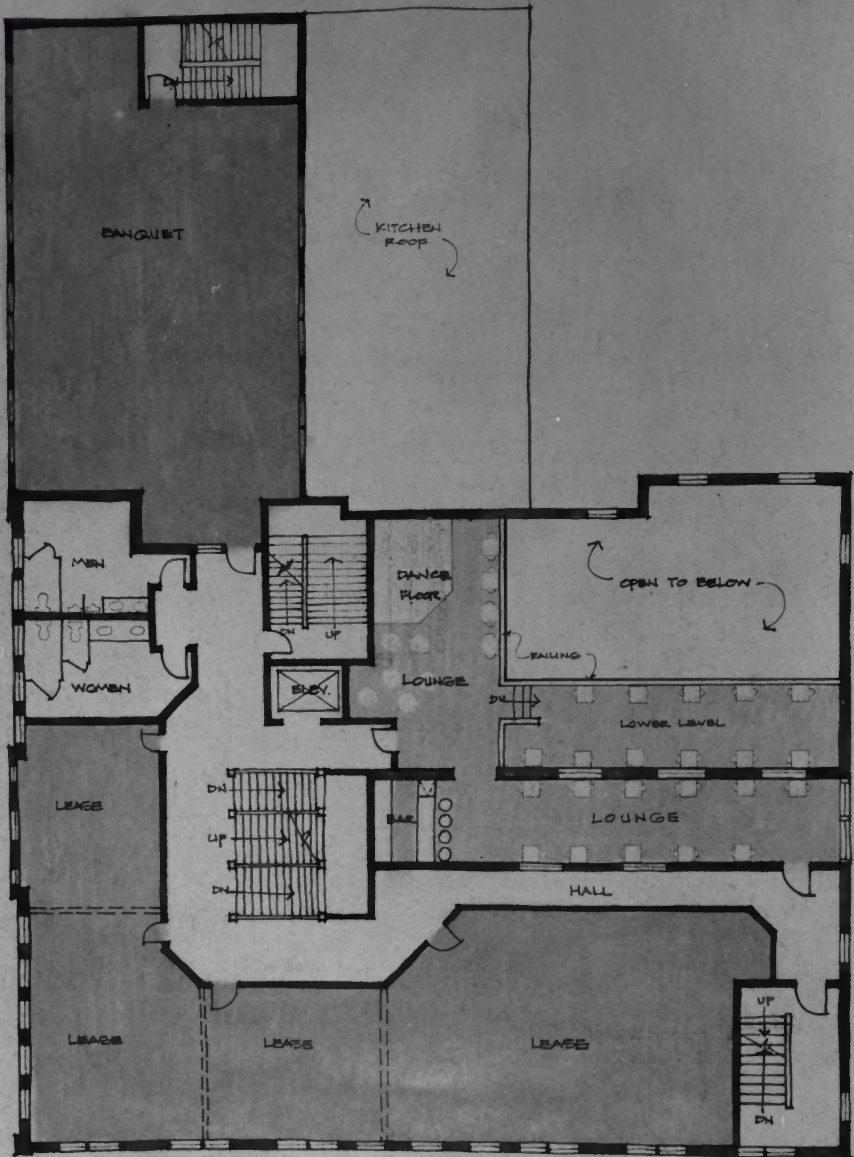 DN
BANQUET
KITCHEN
ROOF
MEN
DANCE
FLOOR
OPEN TO BELOW
DN
UP
RAILING
WOMEN
ELEV.
LOUNGE
DN
LOWER LEVEL
DN
LEASE
UP
BAR
LOUNGE
DN
HALL
UP
LEASE
LEASE
LEASE
DN